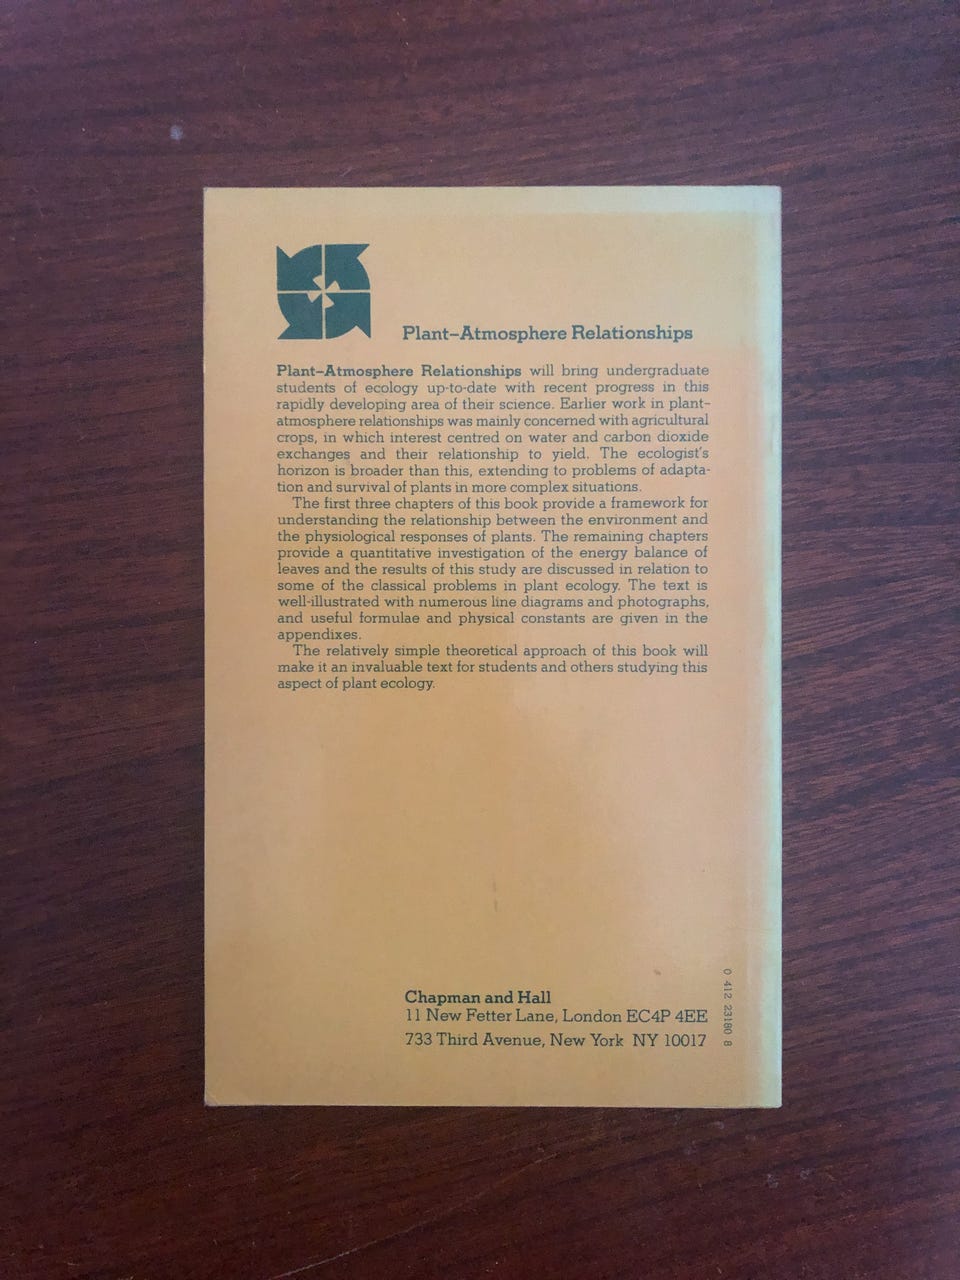 Plant–Atmosphere Relationships
Plant–Atmosphere Relationships will bring undergraduate
students of ecology up-to-date with recent progress in this
rapidly developing area of their science. Earlier work in plant–
atmosphere relationships was mainly concerned with agricultural
crops, in which interest centred on water and carbon dioxide
exchanges and their relationship to yield. The ecologist's
horizon is broader than this, extending to problems of adapta-
tion and survival of plants in more complex situations.
The first three chapters of this book provide a framework for
understanding the relationship between the environment and
the physiological responses of plants. The remaining chapters
provide a quantitative investigation of the energy balance of
leaves and the results of this study are discussed in relation to
some of the classical problems in plant ecology. The text is
well-illustrated with numerous line diagrams and photographs,
and useful formulae and physical constants are given in the
appendixes.
The relatively simple theoretical approach of this book will
make it an invaluable text for students and others studying this
aspect of plant ecology.
Chapman and Hall
11 New Fetter Lane, London EC4P 4EE
733 Third Avenue, New York NY 10017
0 412 23180 8